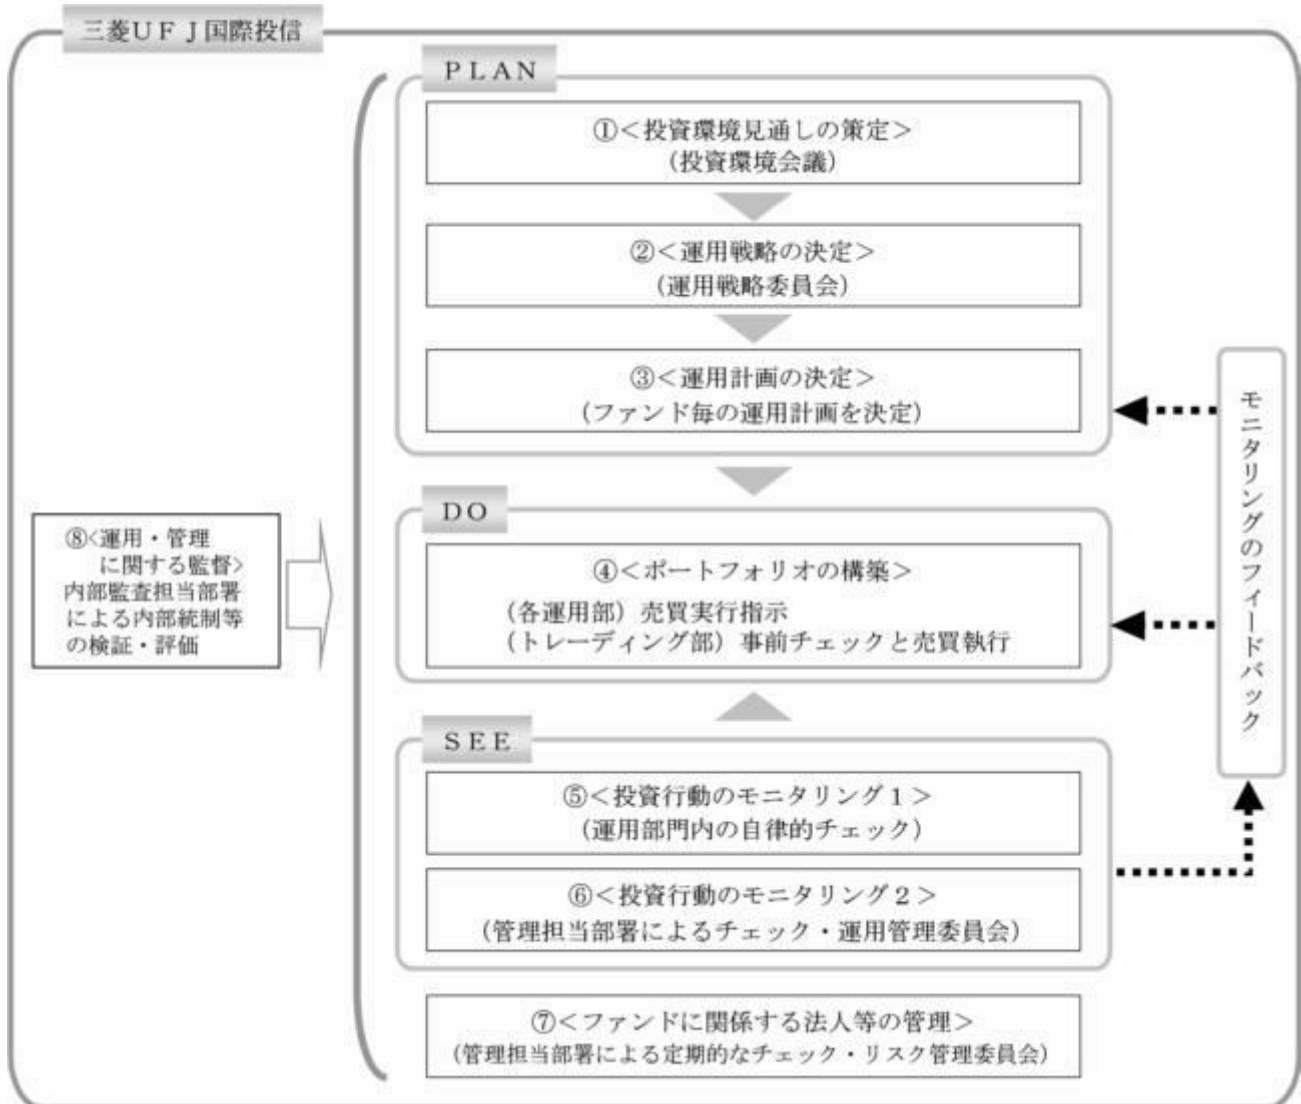 三菱ＵＦＪ国際投信
ＰＬＡＮ
①＜投資環境見通しの策定＞
（投資環境会議）
②＜運用戦略の決定＞
（運用戦略委員会）
③＜運用計画の決定＞
（ファンド毎の運用計画を決定）
ＤＯ
④＜ポートフォリオの構築＞
（各運用部）売買実行指示
（トレーディング部）事前チェックと売買執行
ＳＥＥ
⑤＜投資行動のモニタリング１＞
（運用部門内の自律的チェック）
⑥＜投資行動のモニタリング２＞
（管理担当部署によるチェック・運用管理委員会）
⑦＜ファンドに関係する法人等の管理＞
（管理担当部署による定期的なチェック・リスク管理委員会）
⑧<運用・管理
に関する監督>
内部監査担当部署
による内部統制等
の検証・評価
モニタリングのフィードバック